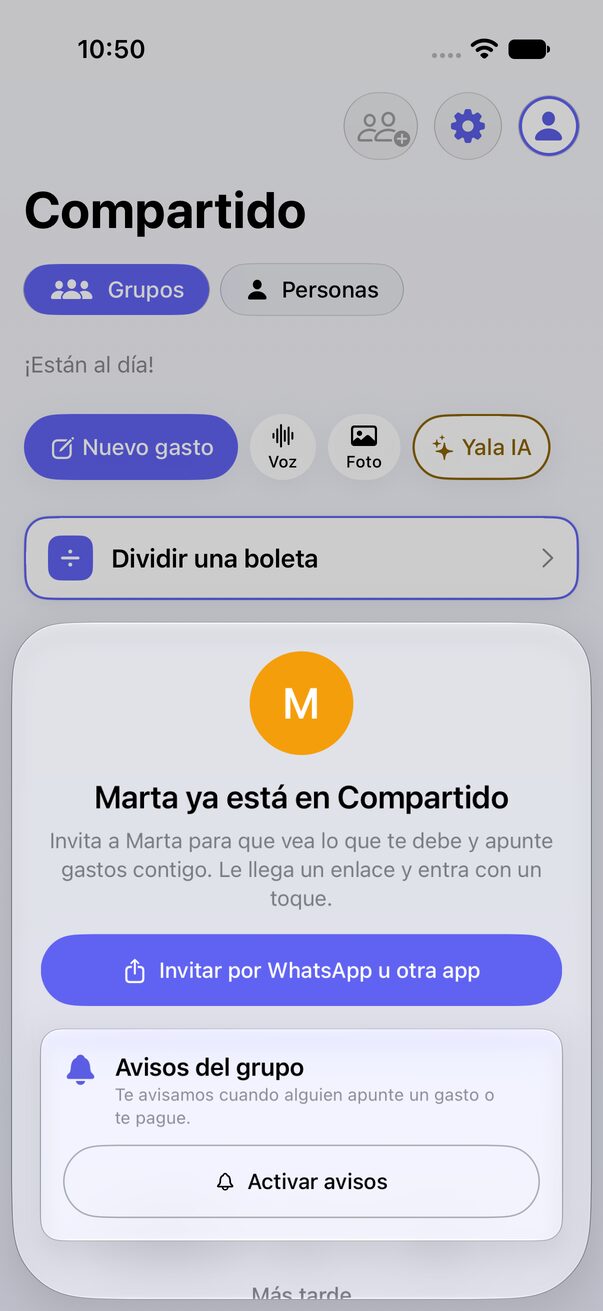 10:50
Compartido
Grupos
Personas
¡Están al día!
Nuevo gasto
Voz
Foto
Yala IA
Dividir una boleta
M
Marta ya está en Compartido
Invita a Marta para que vea lo que te debe y apunte
gastos contigo. Le llega un enlace y entra con un
toque.
Invitar por WhatsApp u otra app
Avisos del grupo
Te avisamos cuando alguien apunte un gasto o
te pague.
Activar avisos
Más tarde